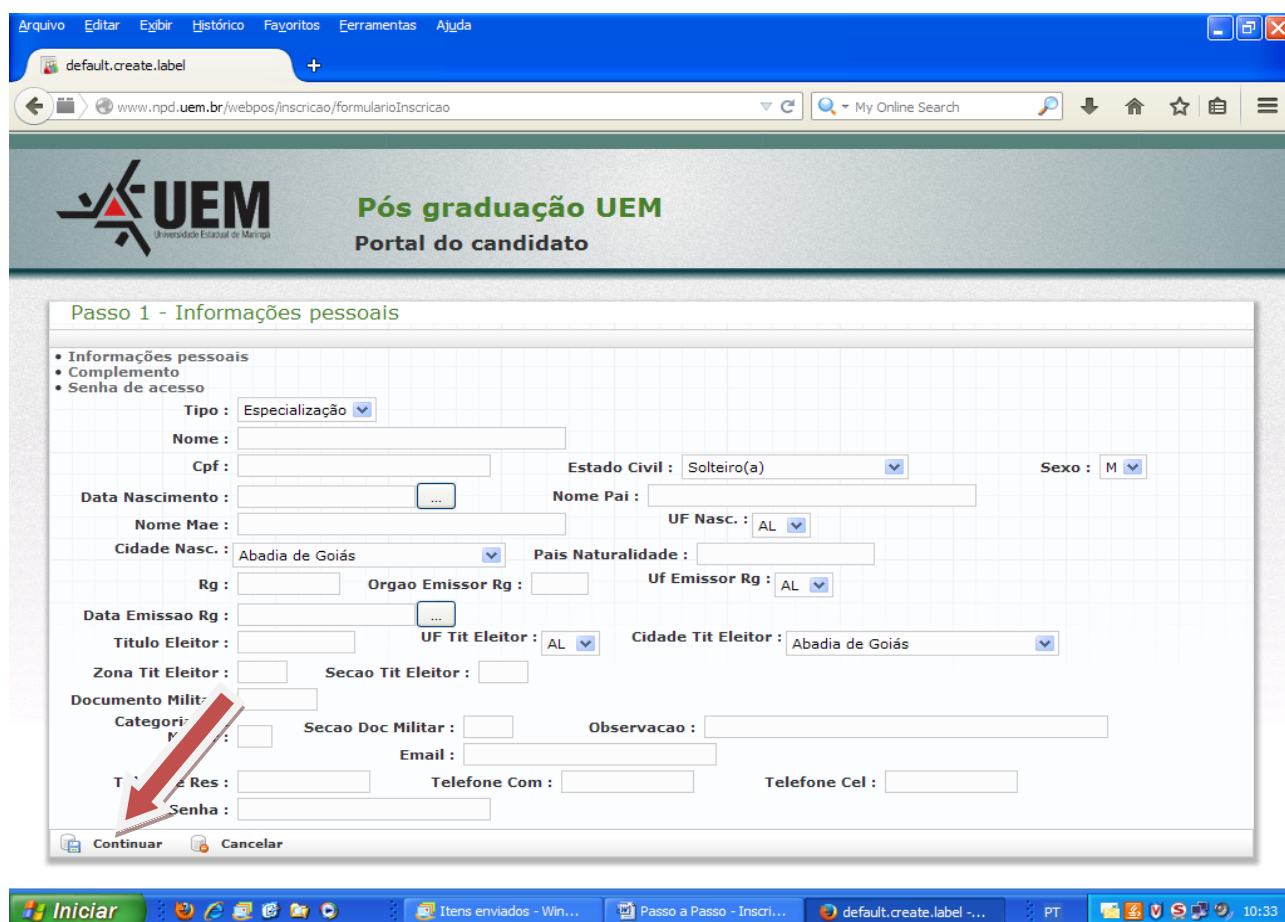 Arquivo Editar Exibir Histórico Favoritos Ferramentas Ajuda
default.create.label +
www.npd.uem.br/webpos/inscricao/formularioInscricao My Online Search
UEM
Universidade Estadual de Maringá
Pós graduação UEM
Portal do candidato
Passo 1 - Informações pessoais
• Informações pessoais
• Complemento
• Senha de acesso
Tipo : Especialização
Nome :
Cpf : Estado Civil : Solteiro(a) Sexo : M
Data Nascimento : ... Nome Pai :
Nome Mae : UF Nasc. : AL
Cidade Nasc. : Abadia de Goiás Pais Naturalidade :
Rg : Orgao Emissor Rg : Uf Emissor Rg : AL
Data Emissao Rg : ...
Titulo Eleitor : UF Tit Eleitor : AL Cidade Tit Eleitor : Abadia de Goiás
Zona Tit Eleitor : Secao Tit Eleitor :
Documento
Secao Doc Militar : Observacao :
Email :
Res : Telefone Com : Telefone Cel :
Senha :
Continuar Cancelar
Iniciar Itens enviados - Win... Passo a Passo - Inscri... default.create.label -... PT 10:33